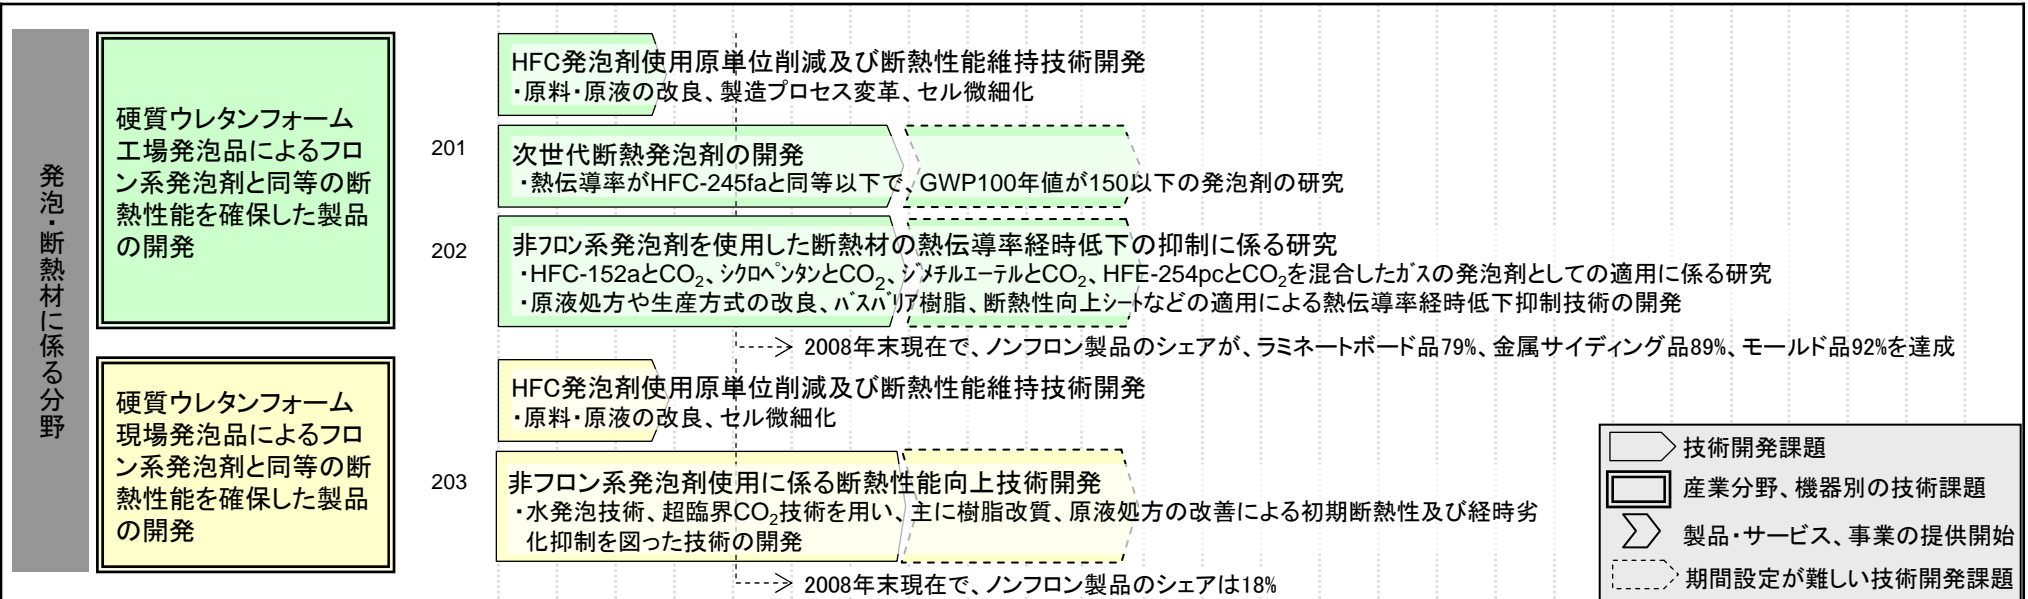 発泡・断熱材に係る分野
硬質ウレタンフォーム
工場発泡品によるフロ
ン系発泡剤と同等の断
熱性能を確保した製品
の開発
HFC発泡剤使用原単位削減及び断熱性能維持技術開発
・原料・原液の改良、製造プロセス変革、セル微細化
201
次世代断熱発泡剤の開発
・熱伝導率がHFC-245faと同等以下で、GWP100年値が150以下の発泡剤の研究
202
非フロン系発泡剤を使用した断熱材の熱伝導率経時低下の抑制に係る研究
・HFC-152aとCO₂、シクロペンタンとCO₂、ジメチルエーテルとCO₂、HFE-254pcとCO₂を混合したガスの発泡剤としての適用に係る研究
・原液処方や生産方式の改良、バスバリア樹脂、断熱性向上シートなどの適用による熱伝導率経時低下抑制技術の開発
2008年末現在で、ノンフロン製品のシェアが、ラミネートボード品79%、金属サイディング品89%、モールド品92%を達成
硬質ウレタンフォーム
現場発泡品によるフロ
ン系発泡剤と同等の断
熱性能を確保した製品
の開発
HFC発泡剤使用原単位削減及び断熱性能維持技術開発
・原料・原液の改良、セル微細化
203
非フロン系発泡剤使用に係る断熱性能向上技術開発
・水発泡技術、超臨界CO₂技術を用い、主に樹脂改質、原液処方の改善による初期断熱性及び経時劣
化抑制を図った技術の開発
2008年末現在で、ノンフロン製品のシェアは18%
技術開発課題
産業分野、機器別の技術課題
製品・サービス、事業の提供開始
期間設定が難しい技術開発課題